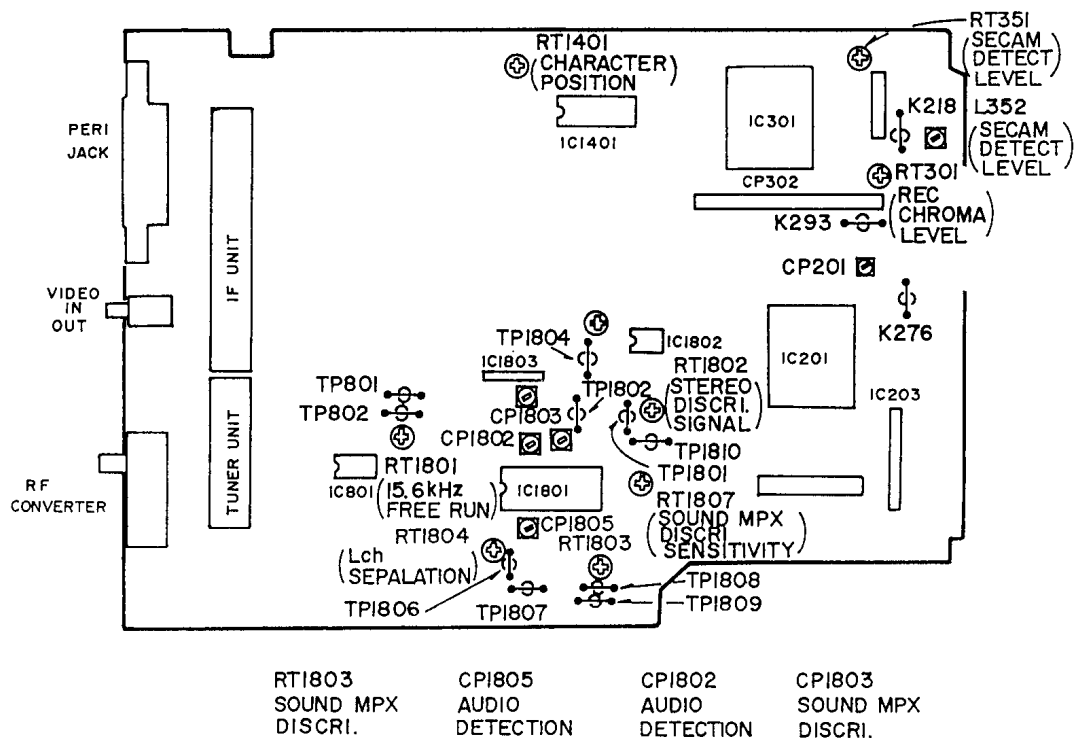 RT351
(SECAM
DETECT
LEVEL)
RT1401
(CHARACTER
POSITION)
IC1401
IC301
K218
L352
(SECAM
DETECT
LEVEL)
PERI
JACK
CP302
RT301
(REC
CHROMA
LEVEL)
K293
IF UNIT
CP201
VIDEO
IN
OUT
K276
TP1804
IC1802
IC1803
RT1802
(STEREO
DISCRI.
SIGNAL)
IC201
IC203
TP801
TP802
TP1802
CP1803
CP1802
TP1810
TP1801
TUNER UNIT
RF
CONVERTER
IC801
RT1801
(15.6kHz
FREE RUN)
IC1801
RT1807
(SOUND MPX
DISCRI
SENSITIVITY)
CP1805
RT1804
(Lch
SEPALATION)
RT1803
TP1806
TP1807
TP1808
TP1809
RT1803
SOUND MPX
DISCRI.
CP1805
AUDIO
DETECTION
CP1802
AUDIO
DETECTION
CP1803
SOUND MPX
DISCRI.